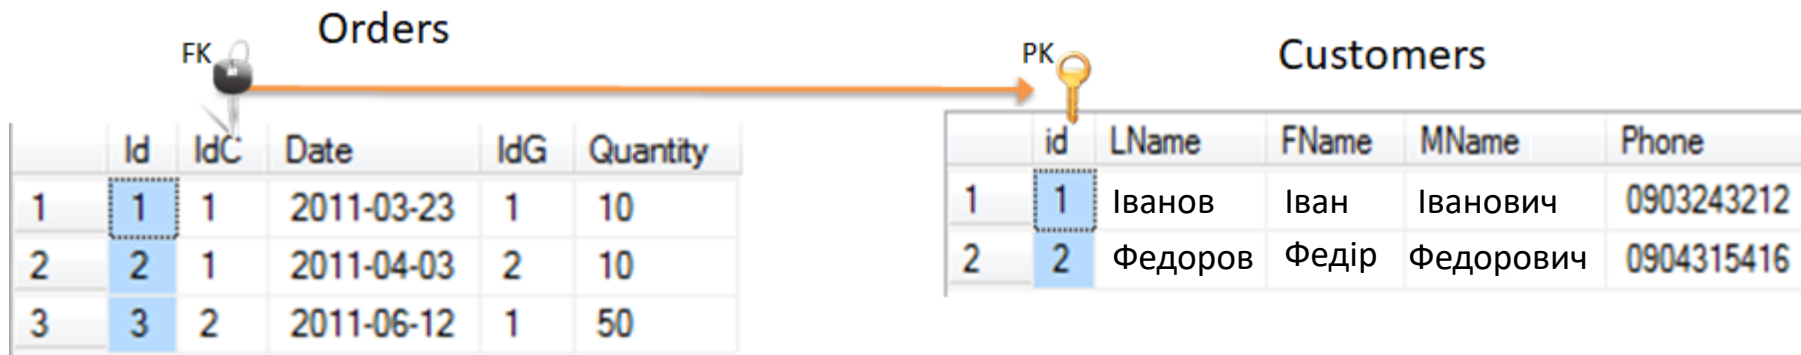 Orders
FK
Id IdC Date IdG Quantity
1 1 1 2011-03-23 1 10
2 2 1 2011-04-03 2 10
3 3 2 2011-06-12 1 50
PK
Customers
id LName FName MName Phone
1 1 Іванов Іван Іванович 0903243212
2 2 Федоров Федір Федорович 0904315416